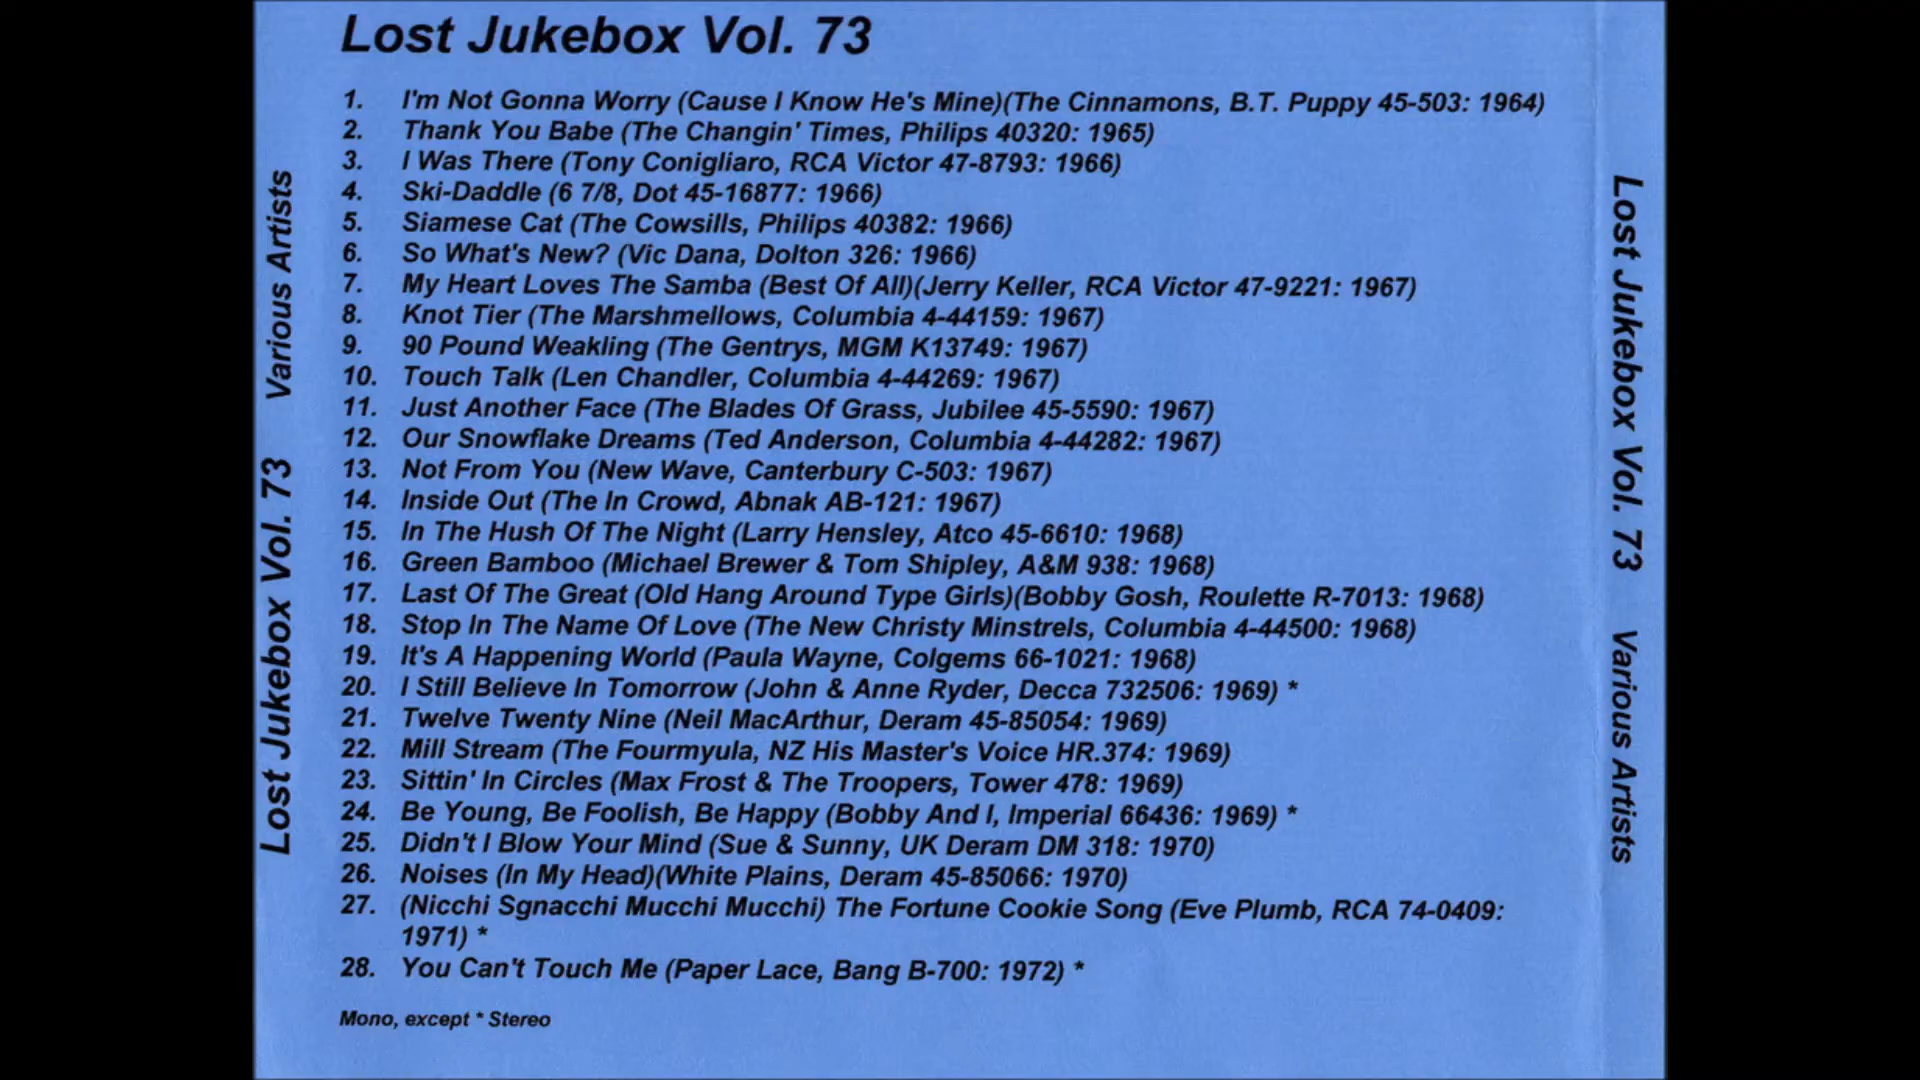 Lost Jukebox Vol. 73
1. I'm Not Gonna Worry (Cause I Know He's Mine)(The Cinnamons, B.T. Puppy 45-503: 1964)
2. Thank You Babe (The Changin' Times, Philips 40320: 1965)
3. I Was There (Tony Conigliaro, RCA Victor 47-8793: 1966)
4. Ski-Daddle (6 7/8, Dot 45-16877: 1966)
5. Siamese Cat (The Cowsills, Philips 40382: 1966)
6. So What's New? (Vic Dana, Dolton 326: 1966)
7. My Heart Loves The Samba (Best Of All)(Jerry Keller, RCA Victor 47-9221: 1967)
8. Knot Tier (The Marshmellows, Columbia 4-44159: 1967)
9. 90 Pound Weakling (The Gentrys, MGM K13749: 1967)
10. Touch Talk (Len Chandler, Columbia 4-44269: 1967)
11. Just Another Face (The Blades Of Grass, Jubilee 45-5590: 1967)
12. Our Snowflake Dreams (Ted Anderson, Columbia 4-44282: 1967)
13. Not From You (New Wave, Canterbury C-503: 1967)
14. Inside Out (The In Crowd, Abnak AB-121: 1967)
15. In The Hush Of The Night (Larry Hensley, Atco 45-6610: 1968)
16. Green Bamboo (Michael Brewer & Tom Shipley, A&M 938: 1968)
17. Last Of The Great (Old Hang Around Type Girls)(Bobby Gosh, Roulette R-7013: 1968)
18. Stop In The Name Of Love (The New Christy Minstrels, Columbia 4-44500: 1968)
19. It's A Happening World (Paula Wayne, Colgems 66-1021: 1968)
20. I Still Believe In Tomorrow (John & Anne Ryder, Decca 732506: 1969) *
21. Twelve Twenty Nine (Neil MacArthur, Deram 45-85054: 1969)
22. Mill Stream (The Fourmyula, NZ His Master's Voice HR.374: 1969)
23. Sittin' In Circles (Max Frost & The Troopers, Tower 478: 1969)
24. Be Young, Be Foolish, Be Happy (Bobby And I, Imperial 66436: 1969) *
25. Didn't I Blow Your Mind (Sue & Sunny, UK Deram DM 318: 1970)
26. Noises (In My Head)(White Plains, Deram 45-85066: 1970)
27. (Nicchi Sgnacchi Mucchi Mucchi) The Fortune Cookie Song (Eve Plumb, RCA 74-0409:
1971) *
28. You Can't Touch Me (Paper Lace, Bang B-700: 1972) *
Mono, except * Stereo
Lost Jukebox Vol. 73 Various Artists
Lost Jukebox Vol. 73 Various Artists